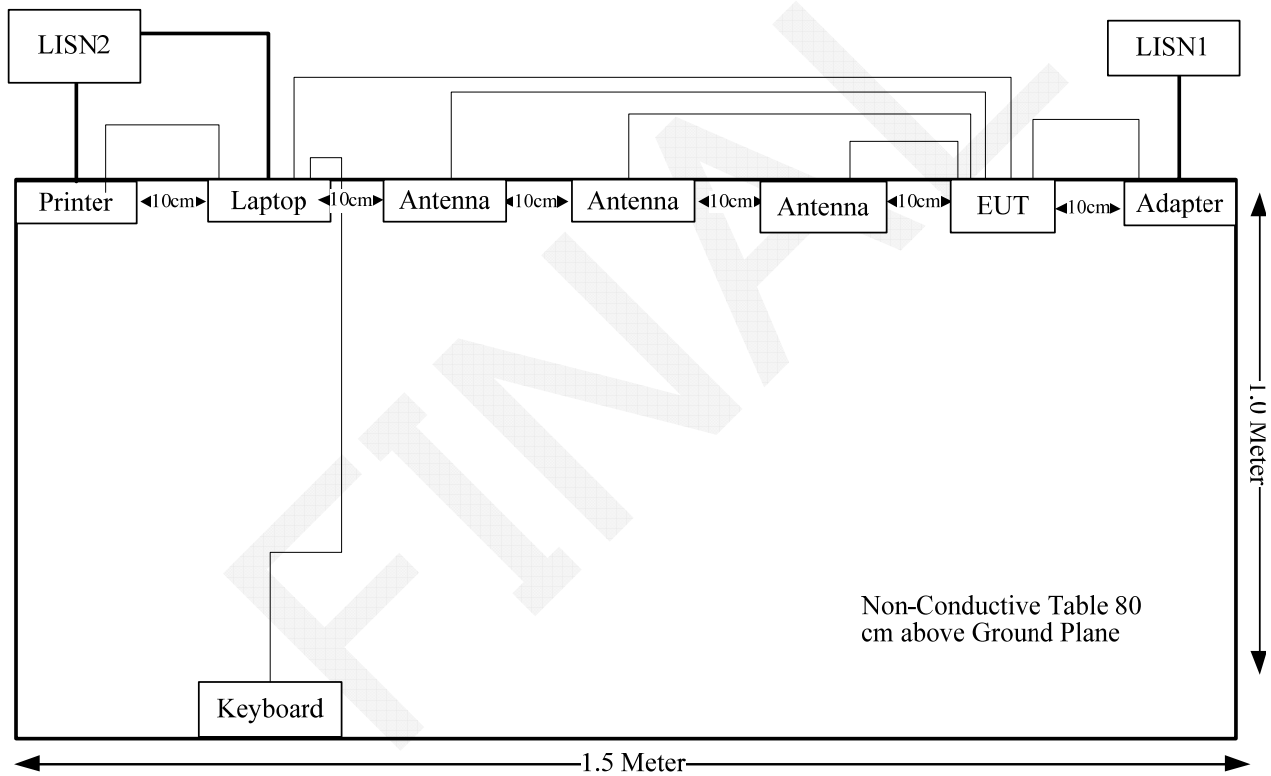 LISN2
LISN1
Printer
10cm
Laptop
10cm
Antenna
10cm
Antenna
10cm
Antenna
10cm
EUT
10cm
Adapter
1.0 Meter
Non-Conductive Table 80
cm above Ground Plane
Keyboard
1.5 Meter
FINAL